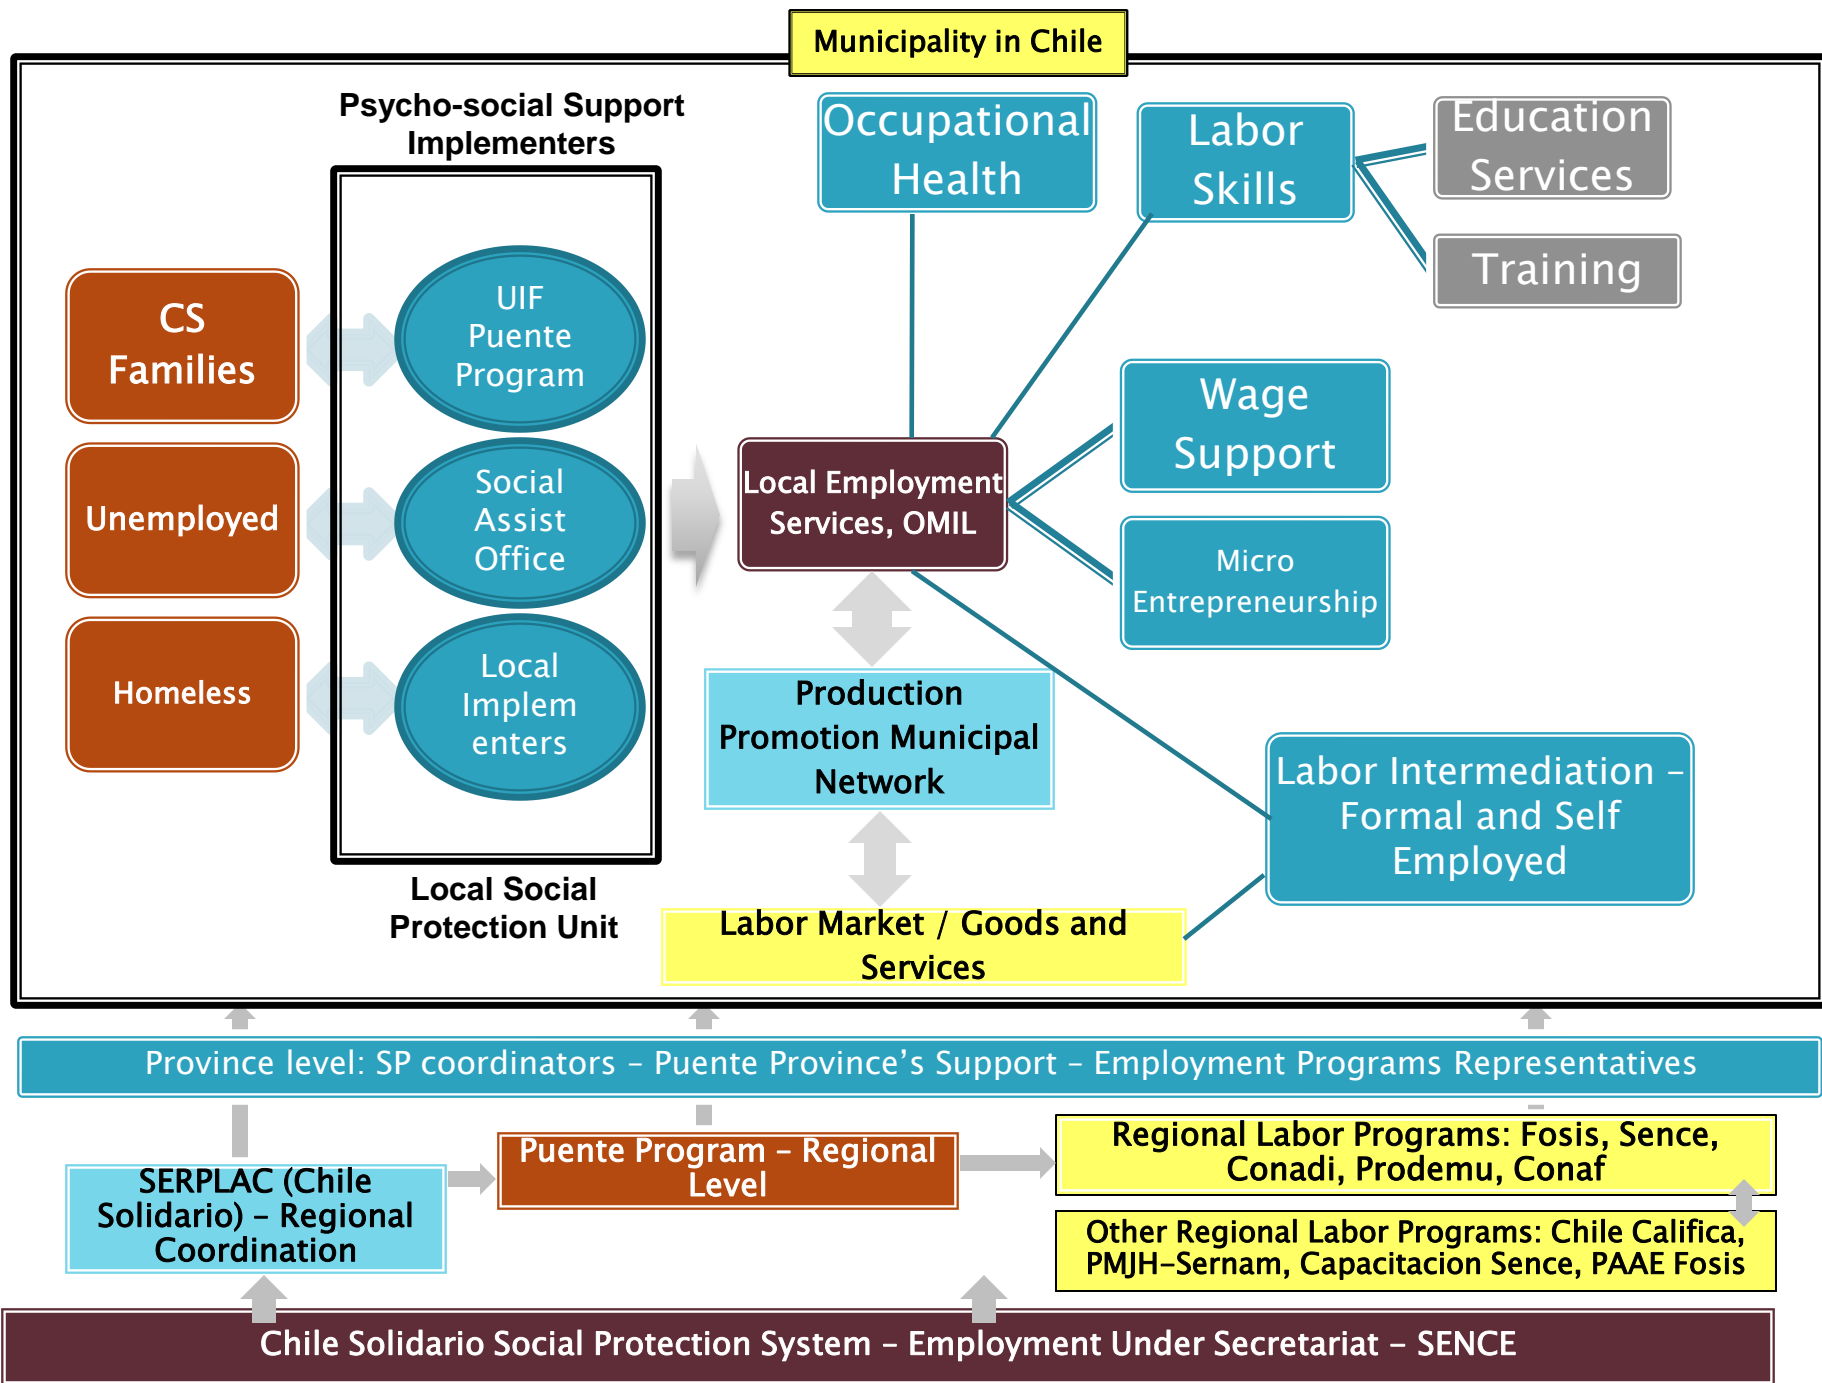 Municipality in Chile
Psycho-social Support
Implementers
Occupational
Health
Labor
Skills
Education
Services
Training
CS
Families
UIF
Puente
Program
Wage
Support
Unemployed
Social
Assist
Office
Local Employment
Services, OMIL
Micro
Entrepreneurship
Homeless
Local
Implem
enters
Production
Promotion Municipal
Network
Labor Intermediation –
Formal and Self
Employed
Local Social
Protection Unit
Labor Market / Goods and
Services
Province level: SP coordinators – Puente Province’s Support – Employment Programs Representatives
SERPLAC (Chile
Solidario) – Regional
Coordination
Puente Program – Regional
Level
Regional Labor Programs: Fosis, Sence,
Conadi, Prodemu, Conaf
Other Regional Labor Programs: Chile Califica,
PMJH-Sernam, Capacitacion Sence, PAAE Fosis
Chile Solidario Social Protection System – Employment Under Secretariat – SENCE